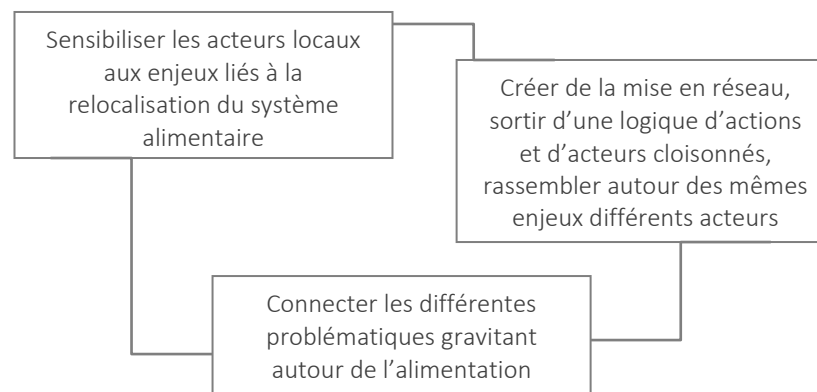 Sensibiliser les acteurs locaux
aux enjeux liés à la
relocalisation du système
alimentaire
Créer de la mise en réseau,
sortir d’une logique d’actions
et d’acteurs cloisonnés,
rassembler autour des mêmes
enjeux différents acteurs
Connecter les différentes
problématiques gravitant
autour de l’alimentation